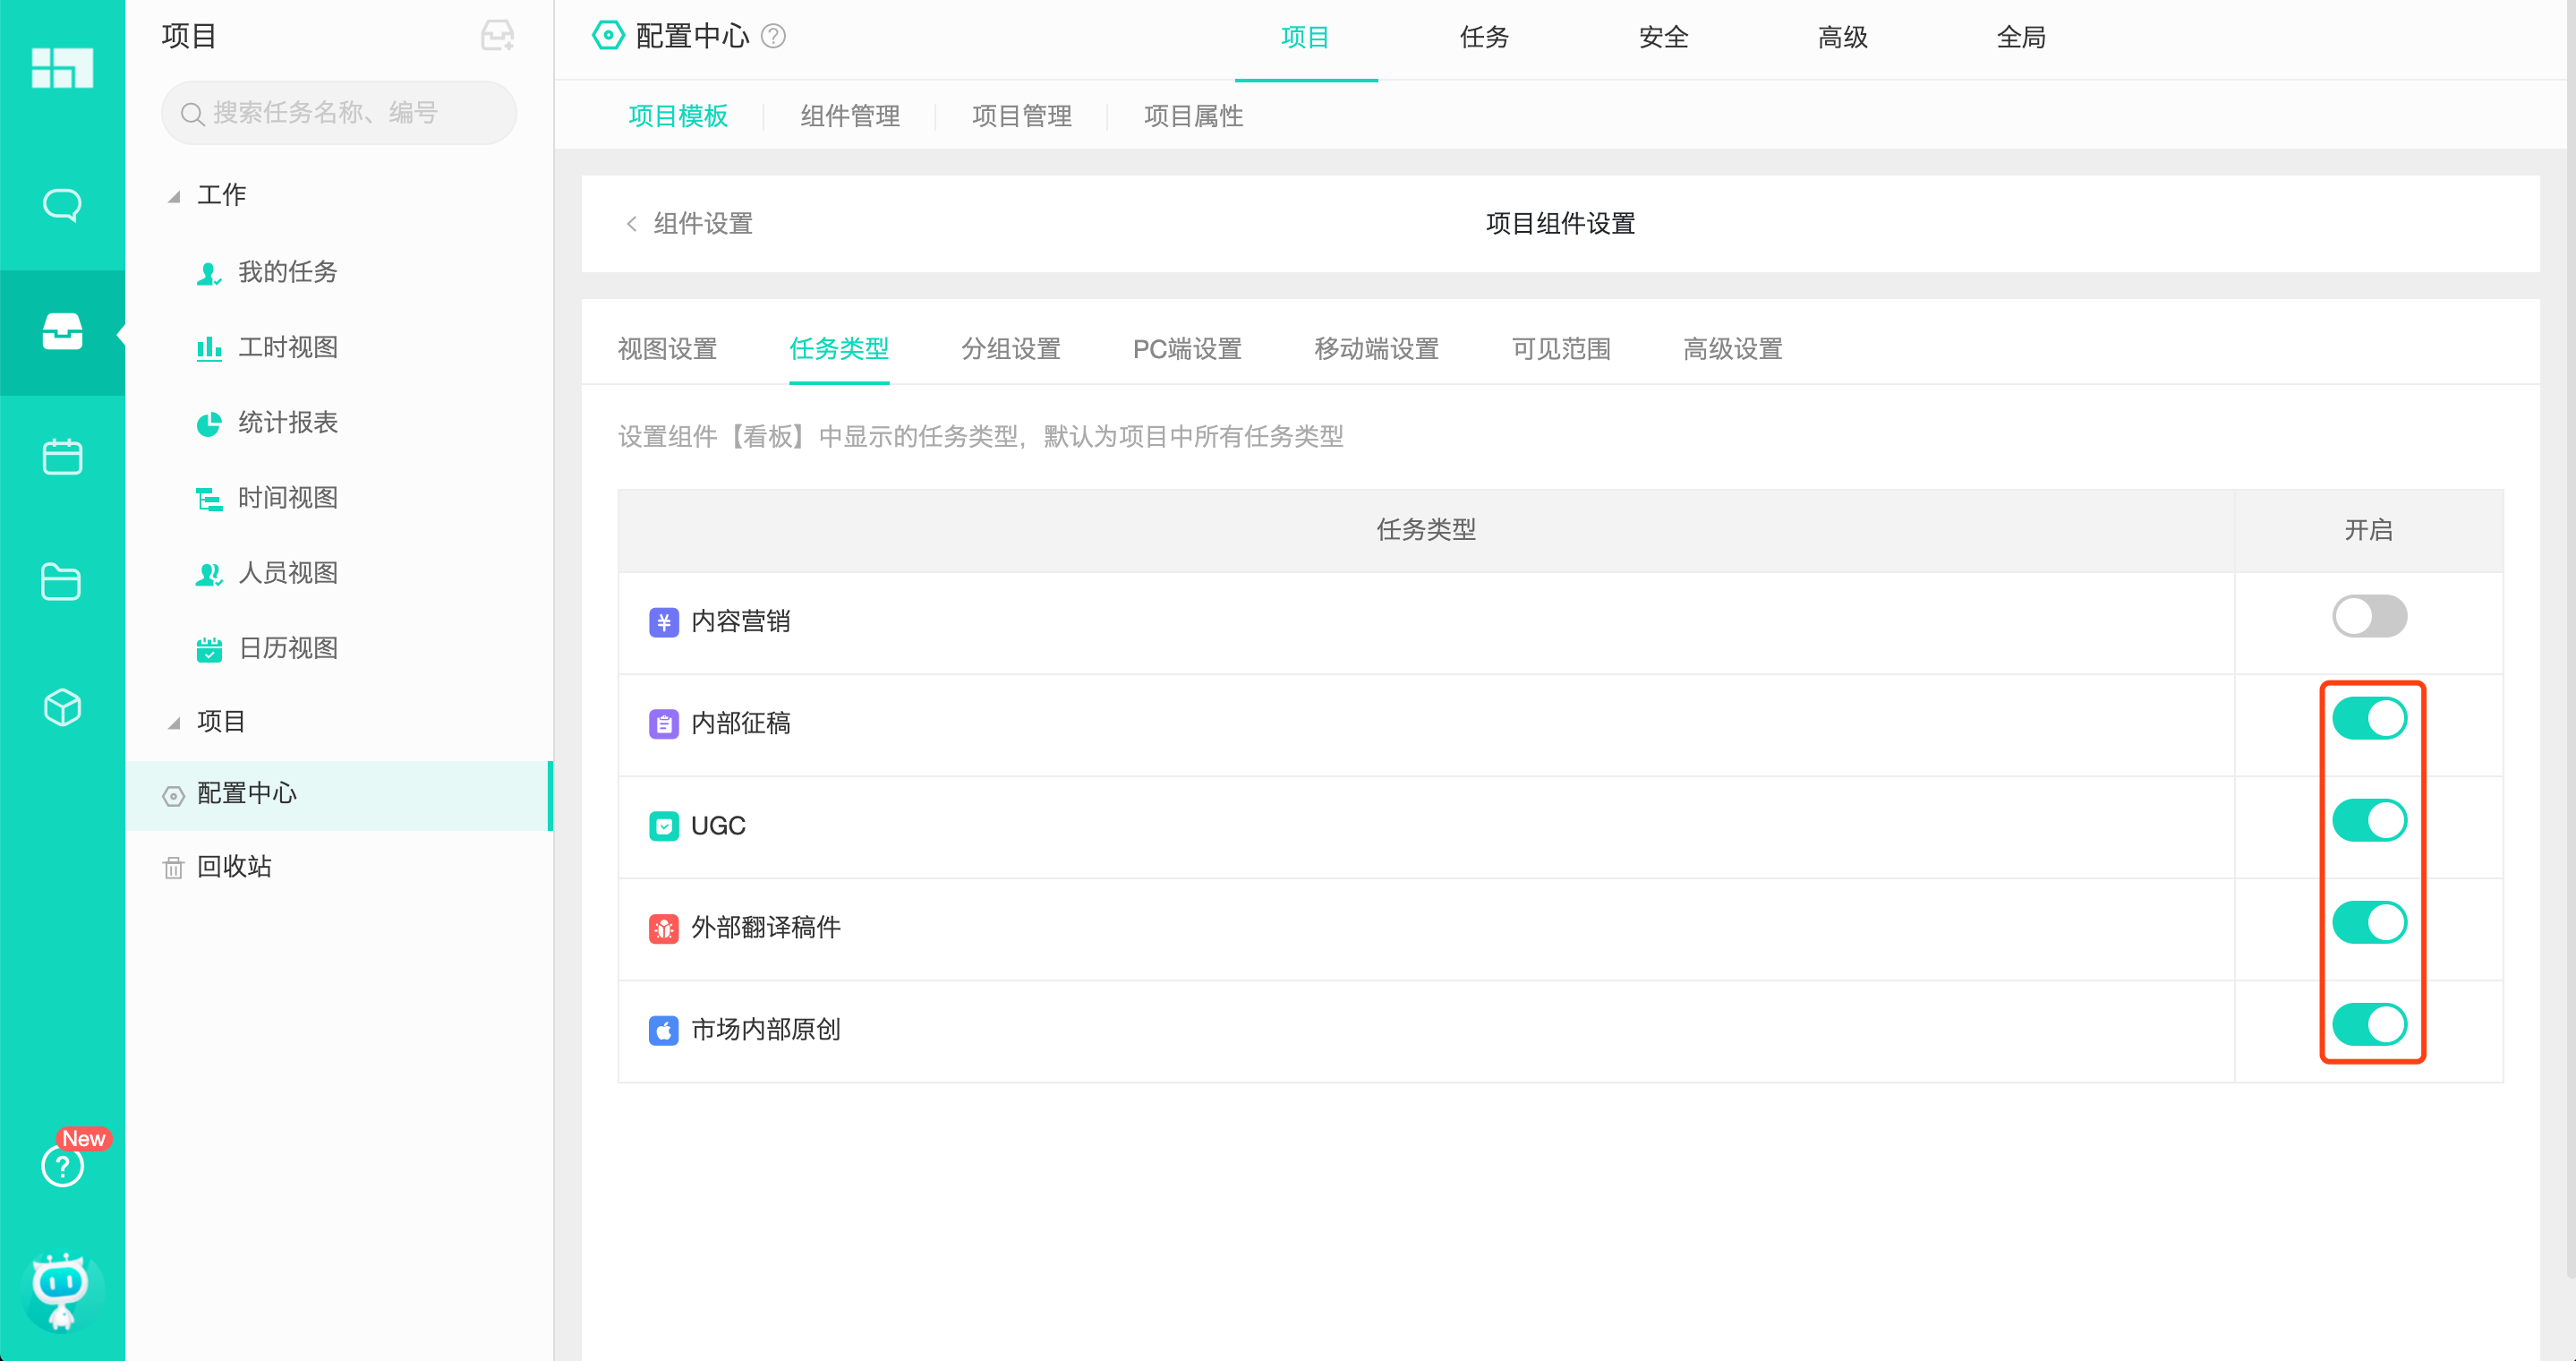 项目
搜索任务名称、编号
工作
我的任务
工时视图
统计报表
时间视图
人员视图
日历视图
项目
配置中心
回收站
New
配置中心
项目 任务 安全 高级 全局
项目模板 组件管理 项目管理 项目属性
组件设置 项目组件设置
视图设置 任务类型 分组设置 PC端设置 移动端设置 可见范围 高级设置
设置组件【看板】中显示的任务类型，默认为项目中所有任务类型
任务类型 开启
内容营销
内部征稿
UGC
外部翻译稿件
市场内部原创